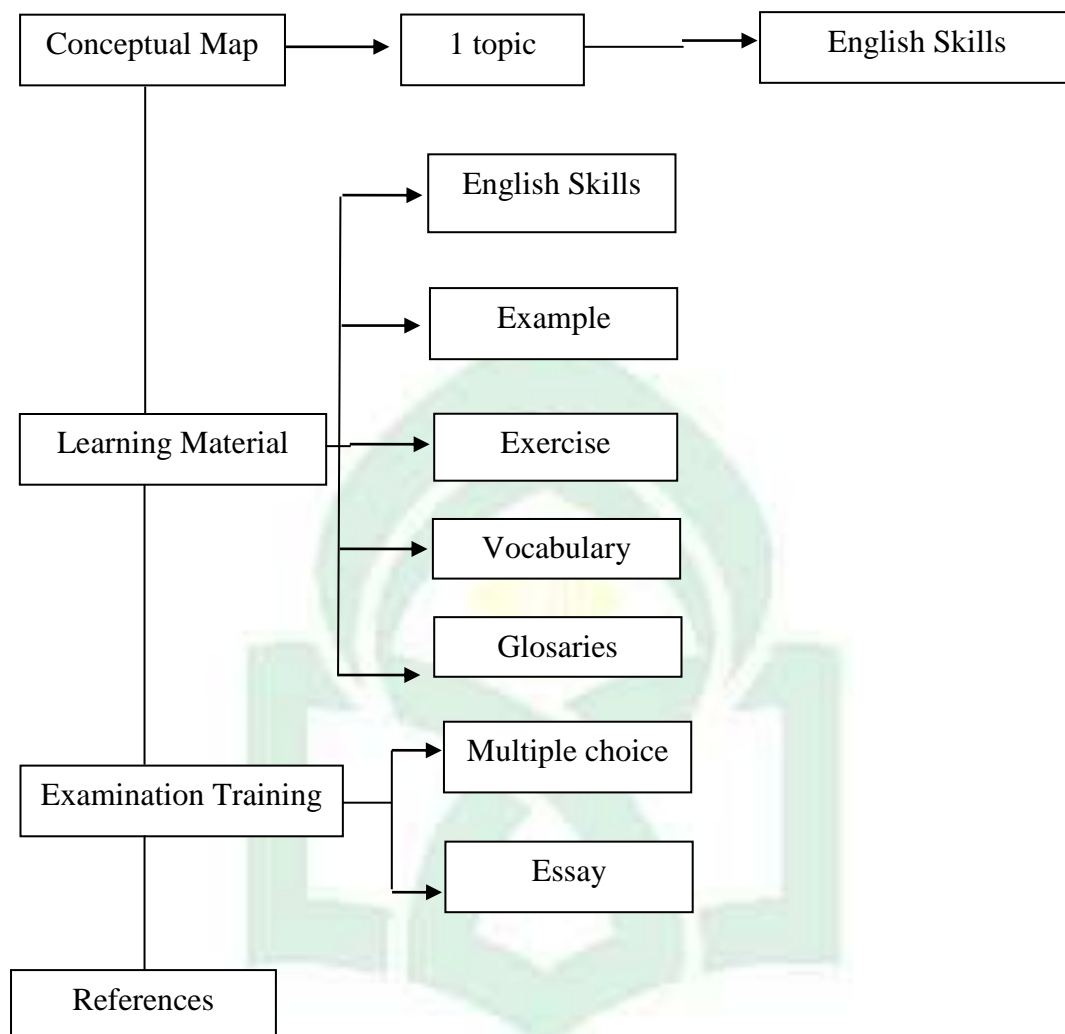 Conceptual Map
1 topic
English Skills
English Skills
Example
Learning Material
Exercise
Vocabulary
Glosaries
Multiple choice
Examination Training
Essay
References